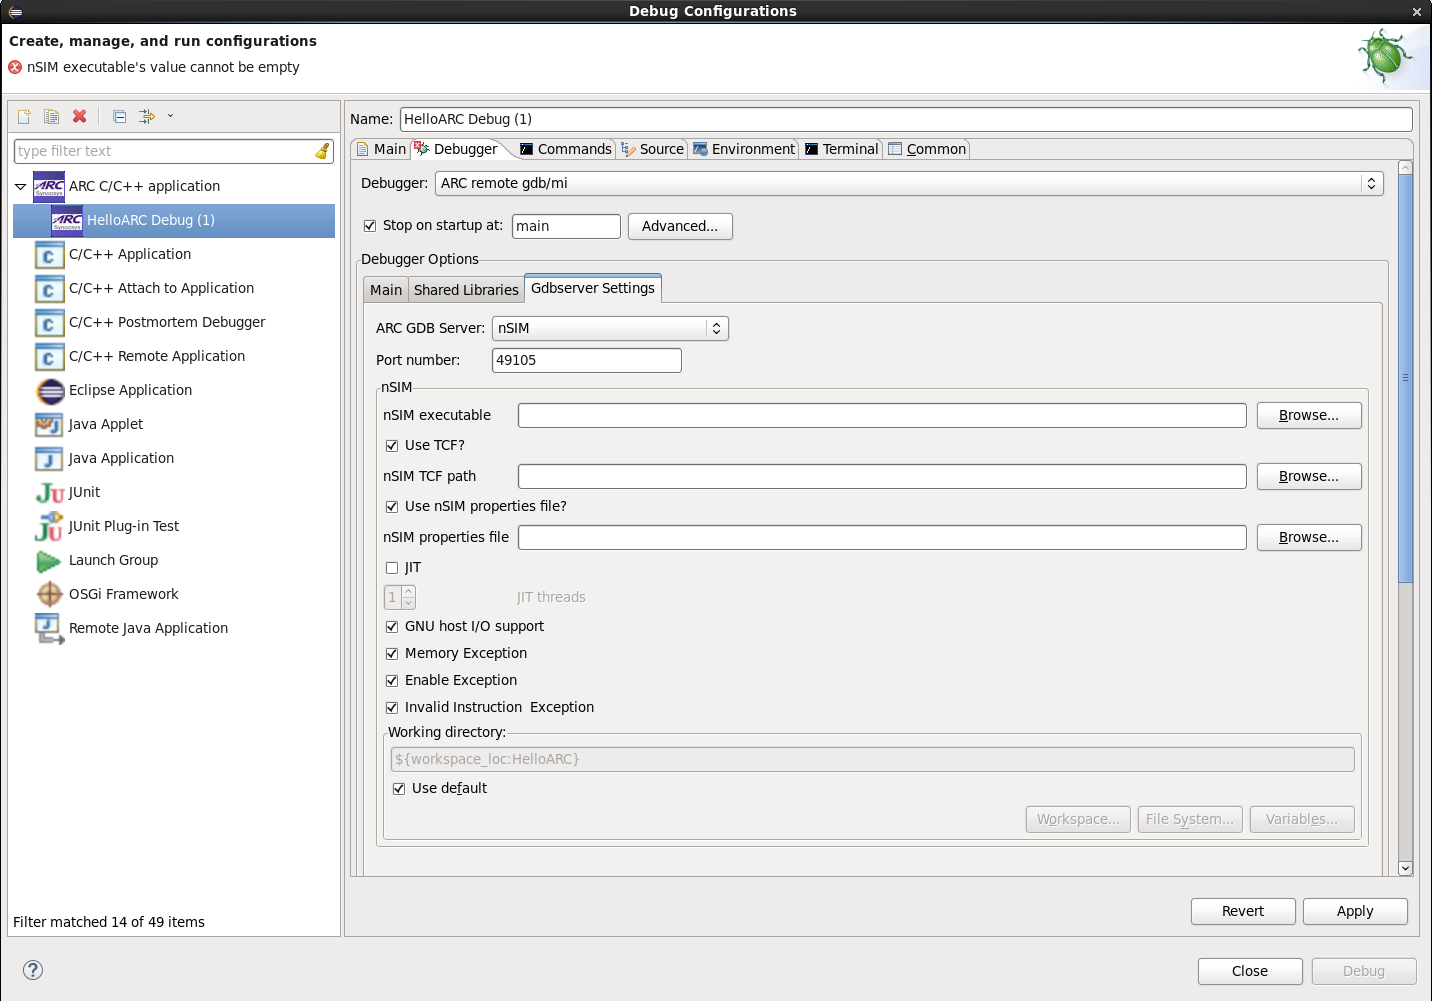 Debug Configurations
Create, manage, and run configurations
nSIM executable's value cannot be empty
type filter text
ARC C/C++ application
HelloARC Debug (1)
C/C++ Application
C/C++ Attach to Application
C/C++ Postmortem Debugger
C/C++ Remote Application
Eclipse Application
Java Applet
Java Application
JUnit
JUnit Plug-in Test
Launch Group
OSGi Framework
Remote Java Application
Filter matched 14 of 49 items
Name: HelloARC Debug (1)
Main Debugger Commands Source Environment Terminal Common
Debugger: ARC remote gdb/mi
Stop on startup at: main Advanced...
Debugger Options
Main Shared Libraries Gdbserver Settings
ARC GDB Server: nSIM
Port number: 49105
nSIM
nSIM executable Browse...
Use TCF?
nSIM TCF path Browse...
Use nSIM properties file?
nSIM properties file Browse...
JIT
1 JIT threads
GNU host I/O support
Memory Exception
Enable Exception
Invalid Instruction Exception
Working directory:
${workspace_loc:HelloARC}
Use default
Workspace... File System... Variables...
Revert Apply
Close Debug